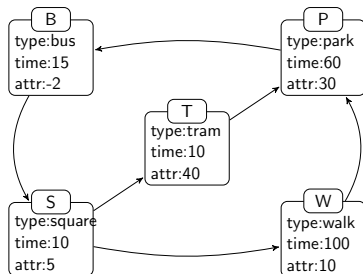 B
type:bus
time:15
attr:-2
P
type:park
time:60
attr:30
T
type:tram
time:10
attr:40
S
type:square
time:10
attr:5
W
type:walk
time:100
attr:10